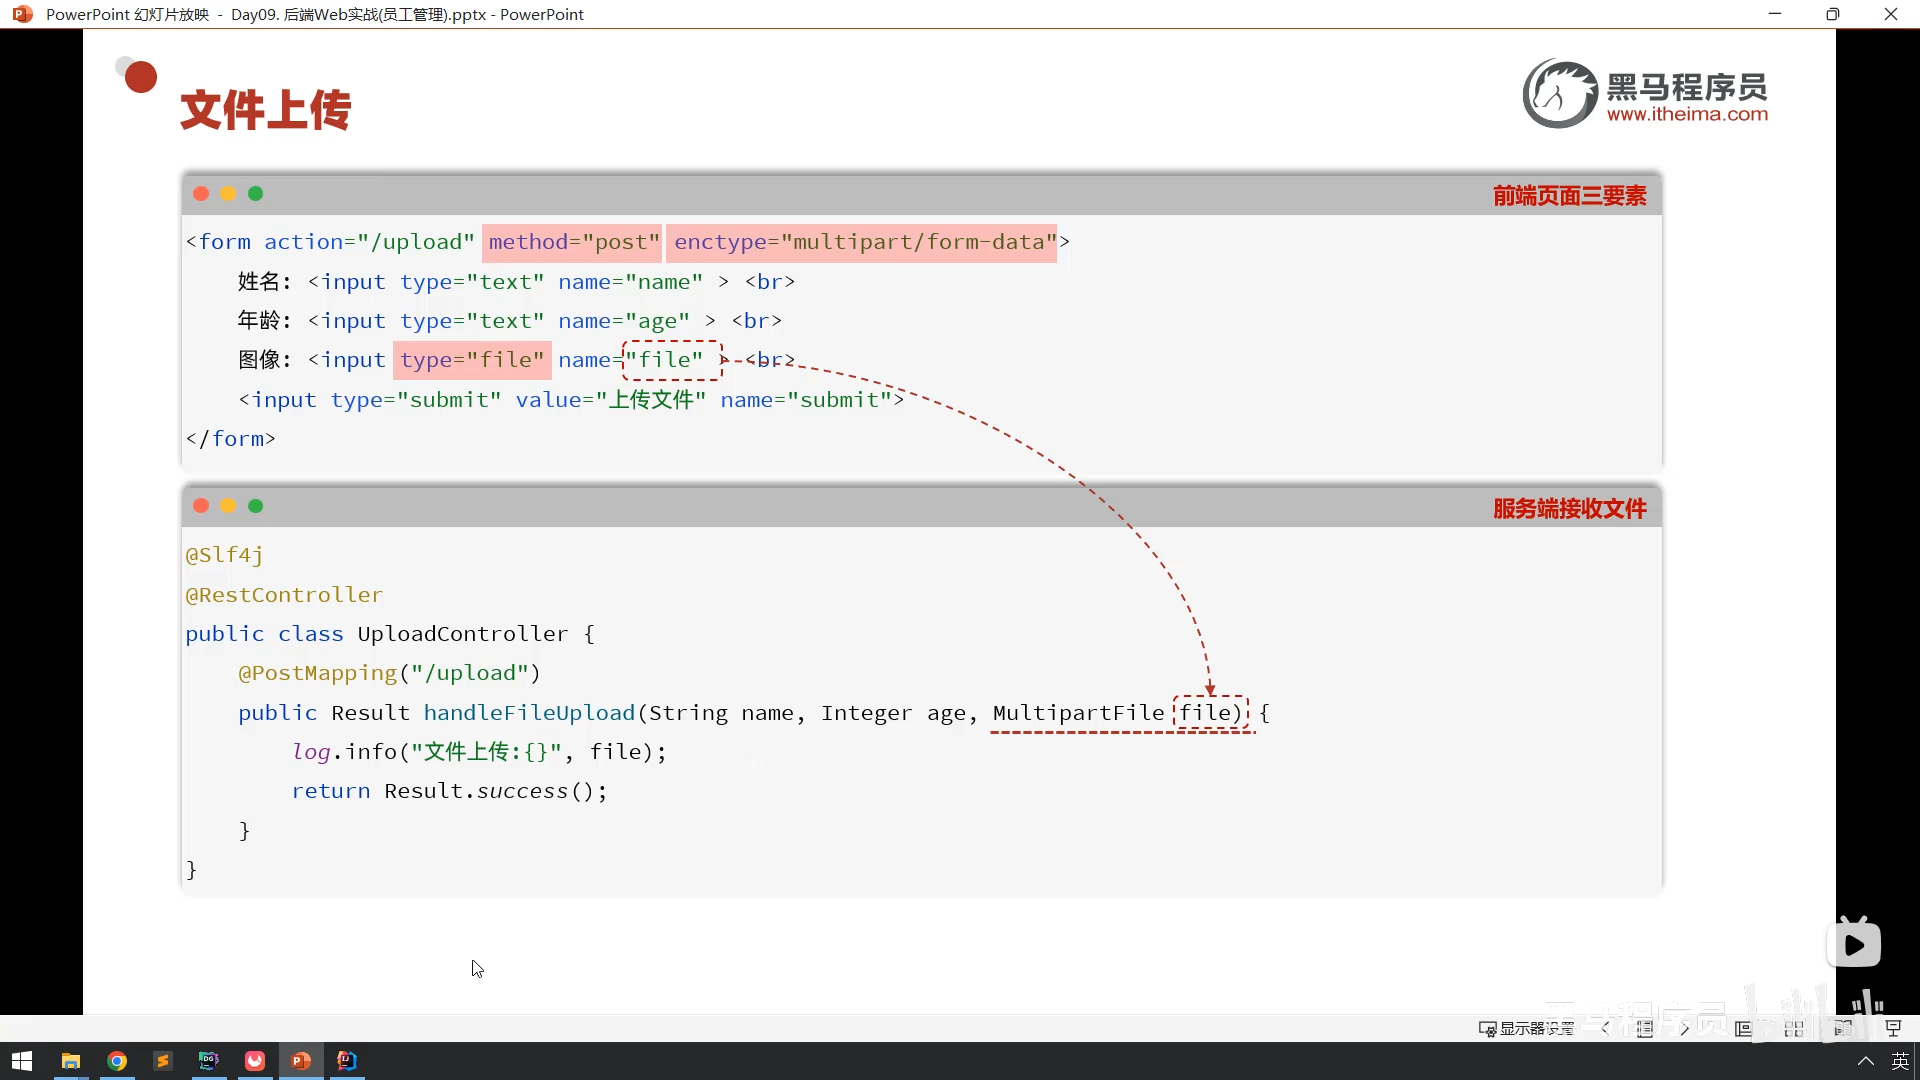 PowerPoint 幻灯片放映 - Day09. 后端Web实战(员工管理).pptx - PowerPoint
文件上传
黑马程序员
www.itheima.com
前端页面三要素
<form action="/upload" method="post" enctype="multipart/form-data">
姓名: <input type="text" name="name" > <br>
年龄: <input type="text" name="age" > <br>
图像: <input type="file" name="file" > <br>
<input type="submit" value="上传文件" name="submit">
</form>
服务端接收文件
@Slf4j
@RestController
public class UploadController {
@PostMapping("/upload")
public Result handleFileUpload(String name, Integer age, MultipartFile file) {
log.info("文件上传:{}", file);
return Result.success();
}
}
黑马程序员
显示器设置
英